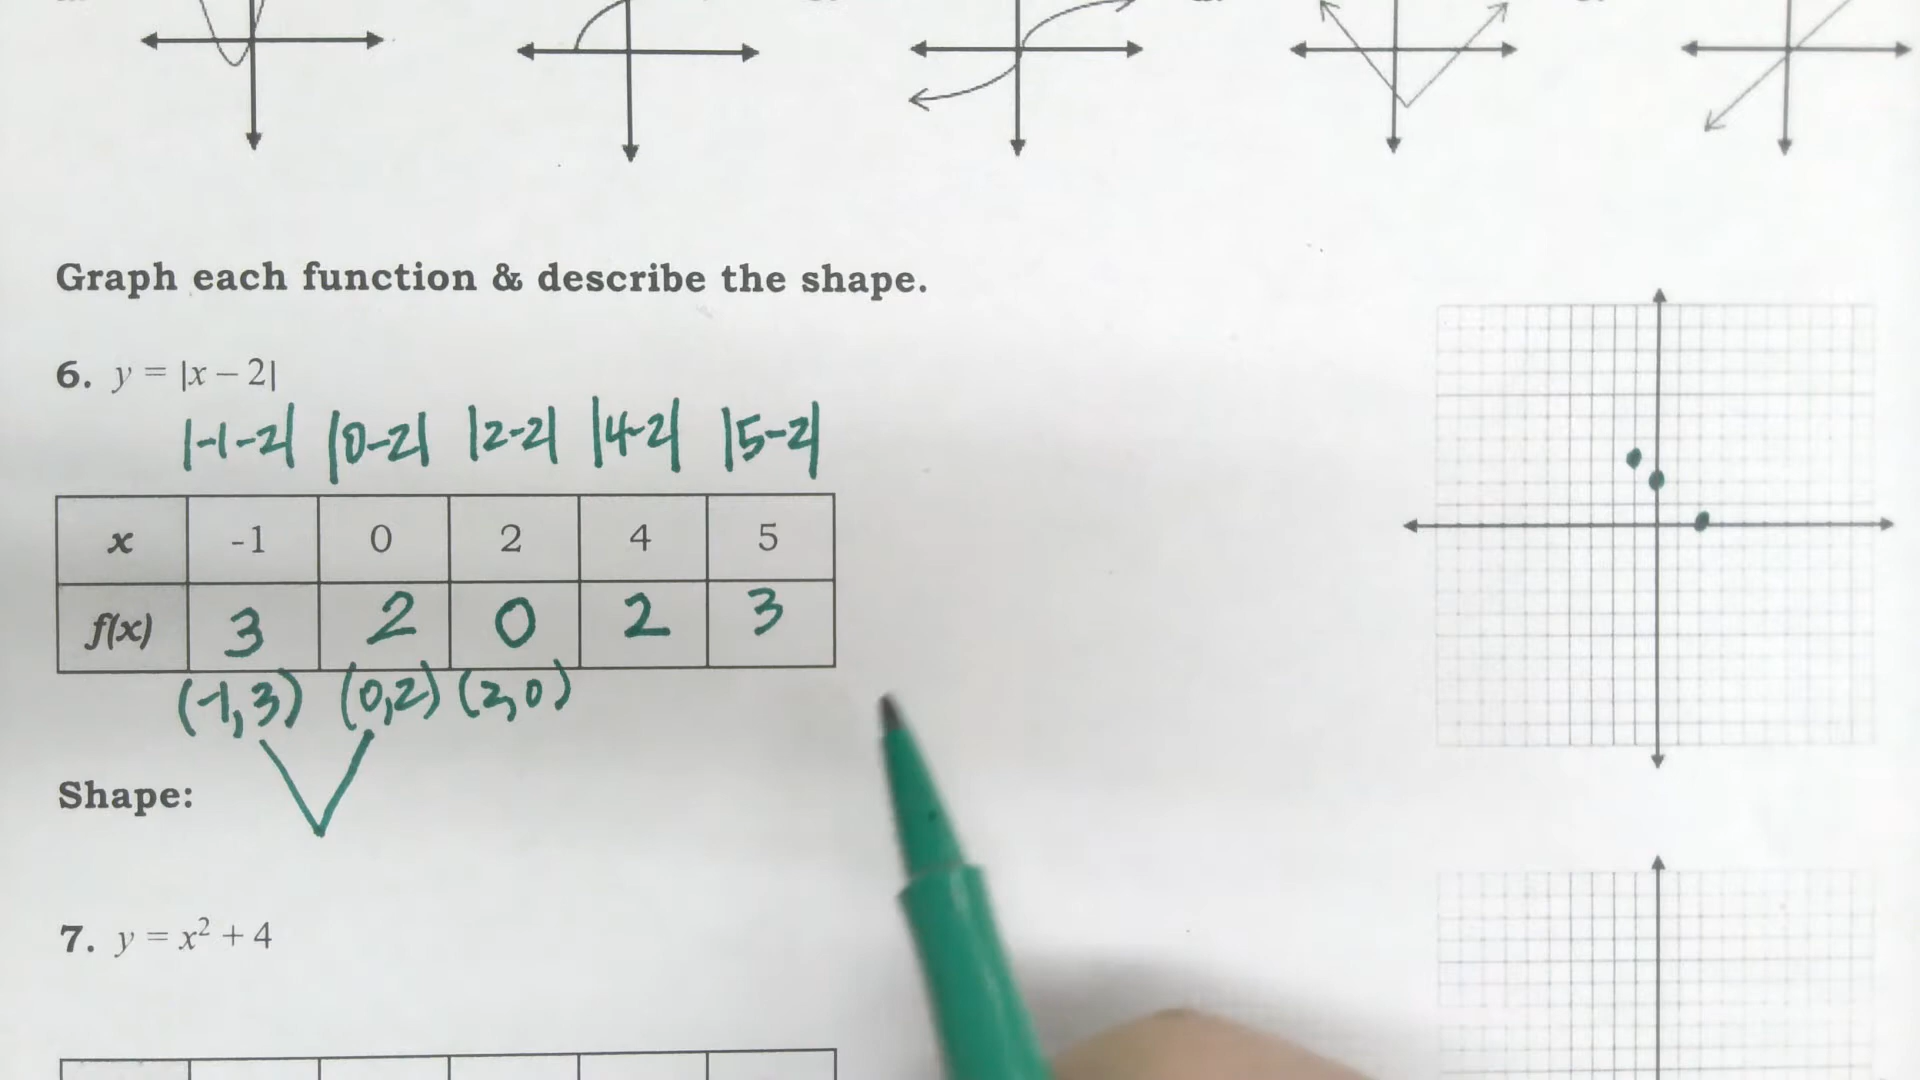 Graph each function & describe the shape.
6. y = |x – 2|
|-1-2| |0-2| |2-2| |4-2| |5-2|
x -1 0 2 4 5
f(x) 3 2 0 2 3
(-1,3) (0,2) (2,0)
Shape:
7. y = x² + 4